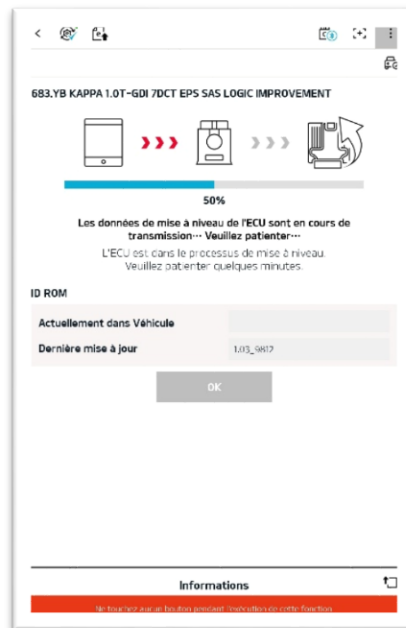 683.YB KAPPA 1.0T-GDI 7DCT EPS SAS LOGIC IMPROVEMENT
50%
Les données de mise à niveau de l'ECU sont en cours de
transmission··· Veuillez patienter···
L'ECU est dans le processus de mise à niveau.
Veuillez patienter quelques minutes.
ID ROM
Actuellement dans Véhicule
Dernière mise à jour 1.03_9812
OK
Informations
Ne touchez aucun bouton pendant l'exécution de cette fonction